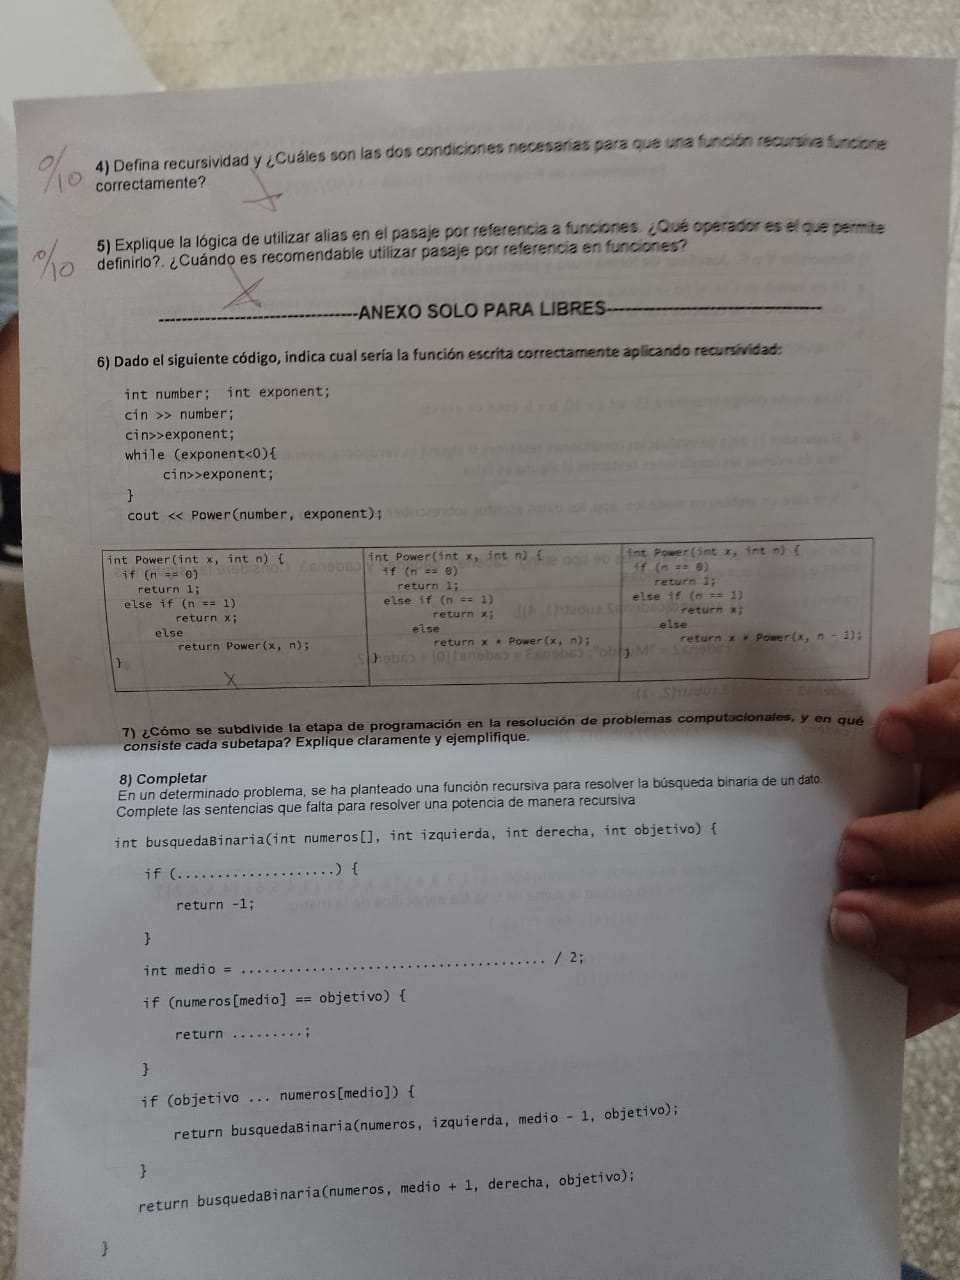 0/10
4) Defina recursividad y ¿Cuáles son las dos condiciones necesarias para que una función recursiva funcione
correctamente?
0/10
5) Explique la lógica de utilizar alias en el pasaje por referencia a funciones. ¿Qué operador es el que permite
definirlo?. ¿Cuándo es recomendable utilizar pasaje por referencia en funciones?
----------------------------------ANEXO SOLO PARA LIBRES-------------------------------------
6) Dado el siguiente código, indica cual sería la función escrita correctamente aplicando recursividad:
int number; int exponent;
cin >> number;
cin>>exponent;
while (exponent<0){
cin>>exponent;
}
cout << Power(number, exponent);
int Power(int x, int n) {
if (n == 0)
return 1;
else if (n == 1)
return x;
else
return Power(x, n);
}
X
int Power(int x, int n) {
if (n == 0)
return 1;
else if (n == 1)
return x;
else
return x * Power(x, n);
}
int Power(int x, int n) {
if (n == 0)
return 1;
else if (n == 1)
return x;
else
return x * Power(x, n - 1);
}
7) ¿Cómo se subdivide la etapa de programación en la resolución de problemas computacionales, y en qué
consiste cada subetapa? Explique claramente y ejemplifique.
8) Completar
En un determinado problema, se ha planteado una función recursiva para resolver la búsqueda binaria de un dato.
Complete las sentencias que falta para resolver una potencia de manera recursiva
int busquedaBinaria(int numeros[], int izquierda, int derecha, int objetivo) {
if (....................) {
return -1;
}
int medio = ...................................... / 2;
if (numeros[medio] == objetivo) {
return .........;
}
if (objetivo ... numeros[medio]) {
return busquedaBinaria(numeros, izquierda, medio - 1, objetivo);
}
return busquedaBinaria(numeros, medio + 1, derecha, objetivo);
}